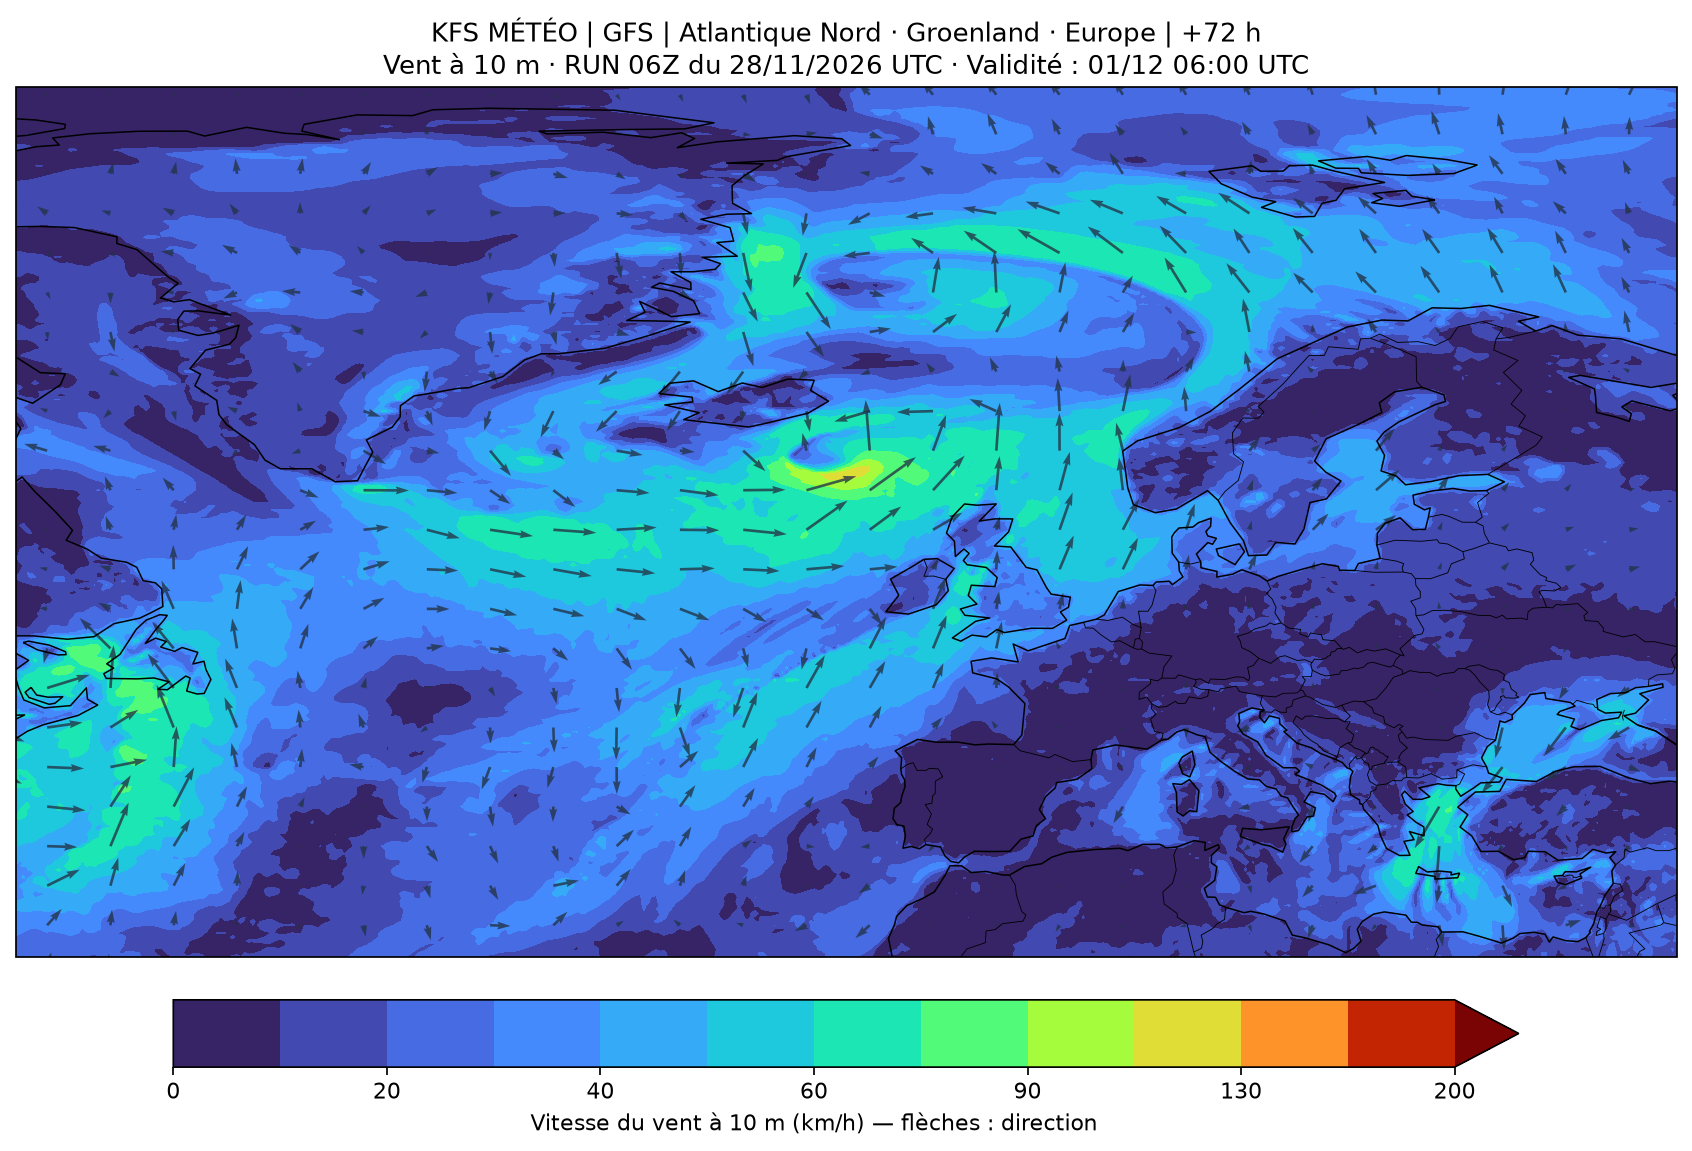 KFS MÉTÉO | GFS | Atlantique Nord · Groenland · Europe | +72 h
Vent à 10 m · RUN 06Z du 28/11/2026 UTC · Validité : 01/12 06:00 UTC
0 20 40 60 90 130 200
Vitesse du vent à 10 m (km/h) — flèches : direction